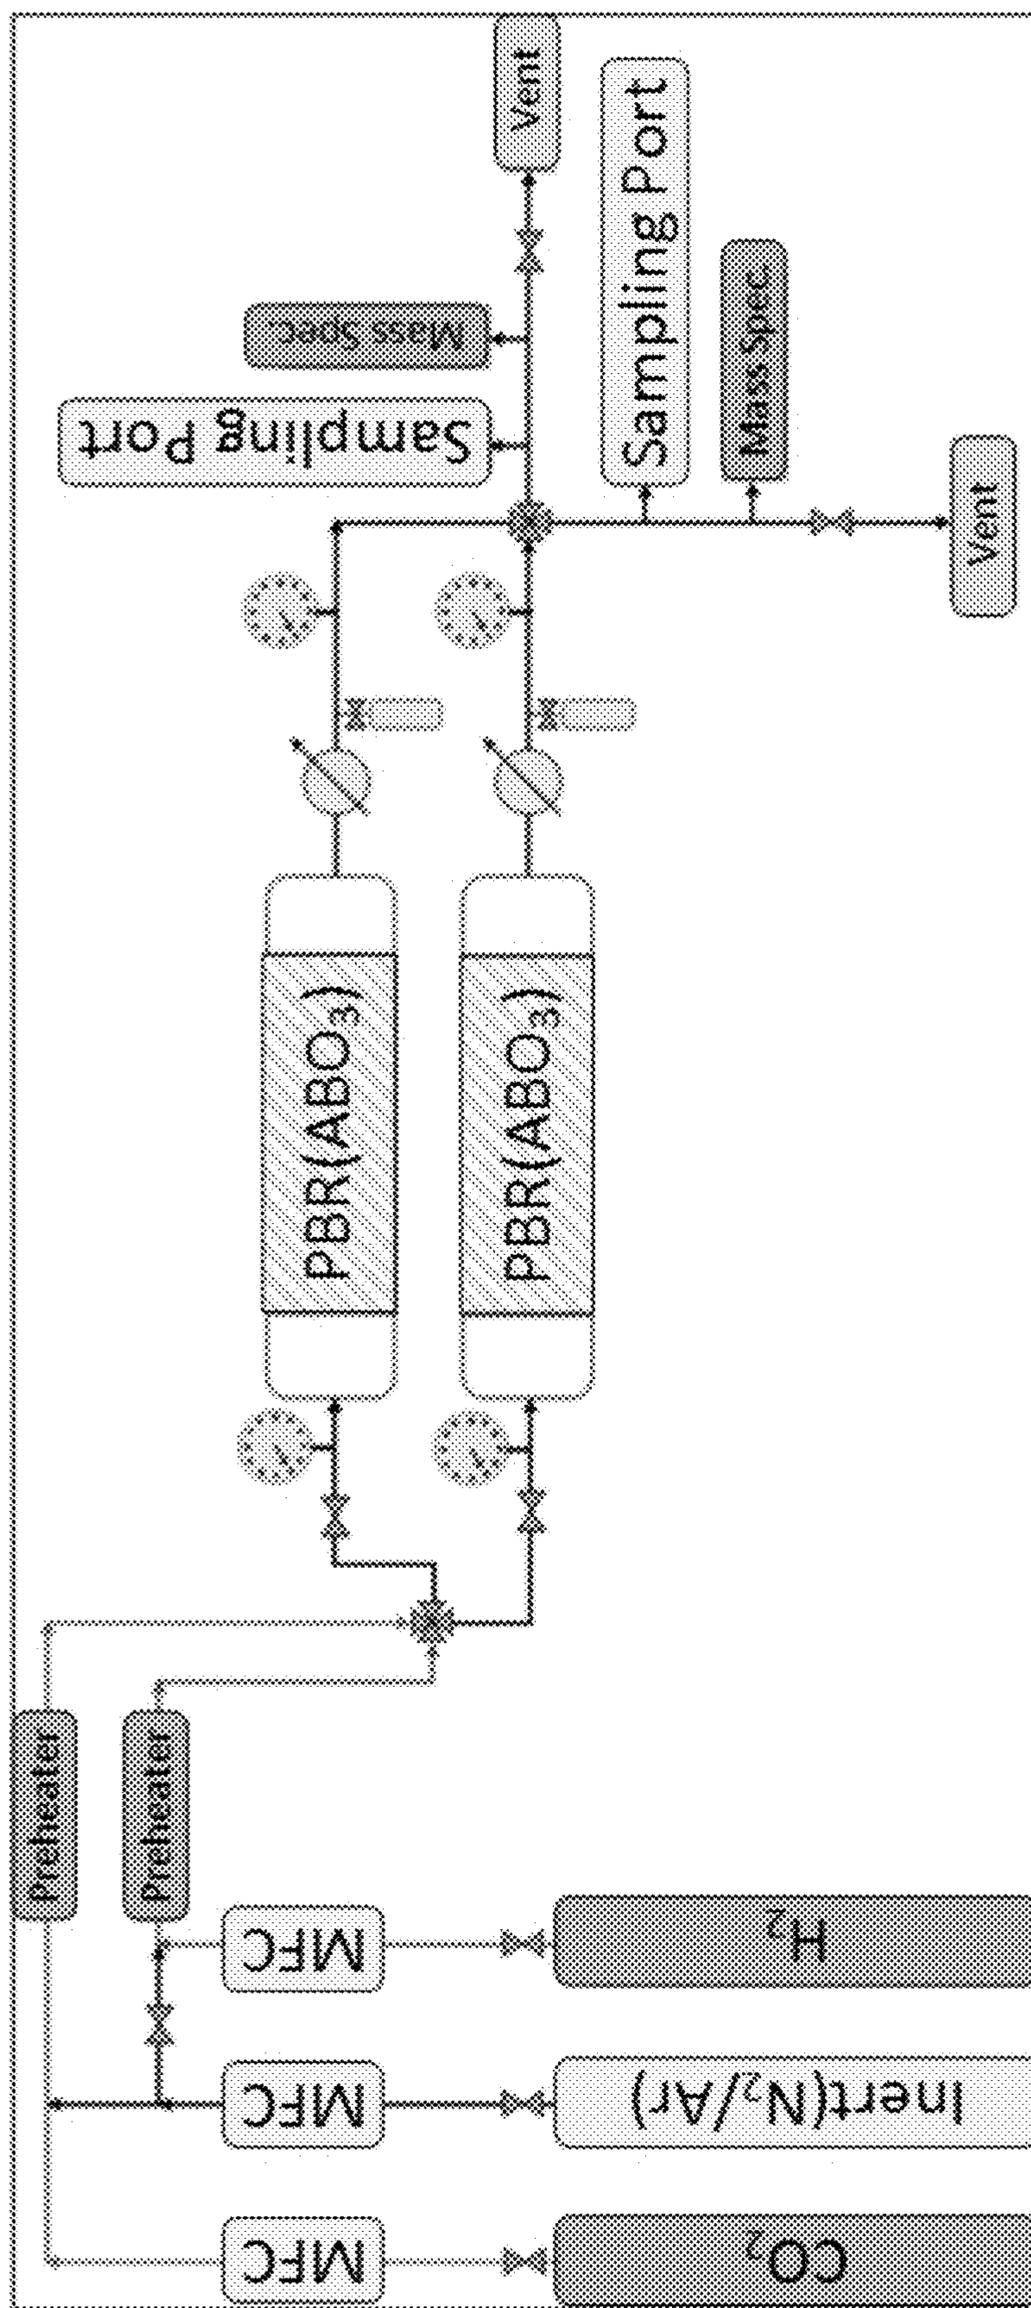 Vent
Sampling Port
Mass Spec.
Mass Spec.
Sampling Port
Vent
PBR(ABO₃)
PBR(ABO₃)
Preheater
Preheater
MFC
H₂
MFC
Inert(N₂/Ar)
MFC
CO₂